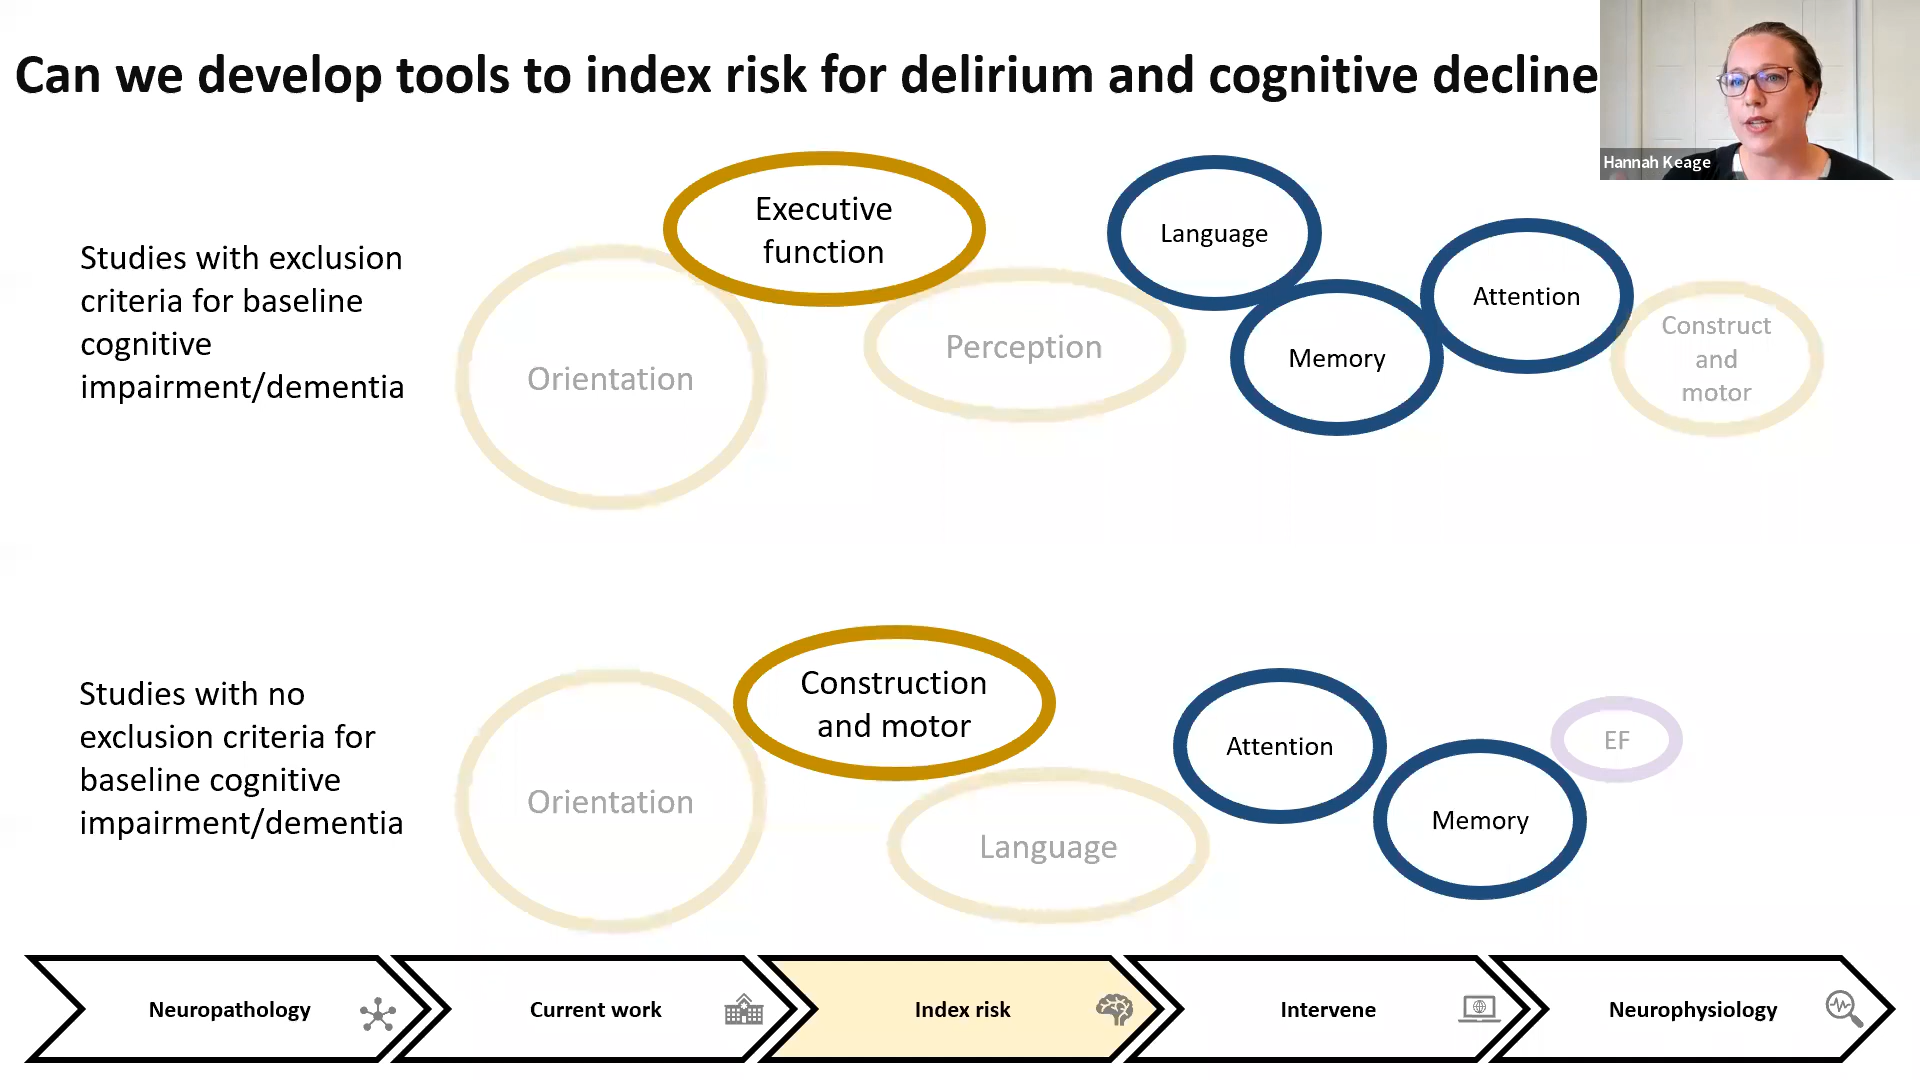 Can we develop tools to index risk for delirium and cognitive decline
Hannah Keage
Studies with exclusion
criteria for baseline
cognitive
impairment/dementia
Executive
function
Orientation
Perception
Language
Memory
Attention
Construct
and
motor
Studies with no
exclusion criteria for
baseline cognitive
impairment/dementia
Orientation
Construction
and motor
Language
Attention
Memory
EF
Neuropathology
Current work
Index risk
Intervene
Neurophysiology